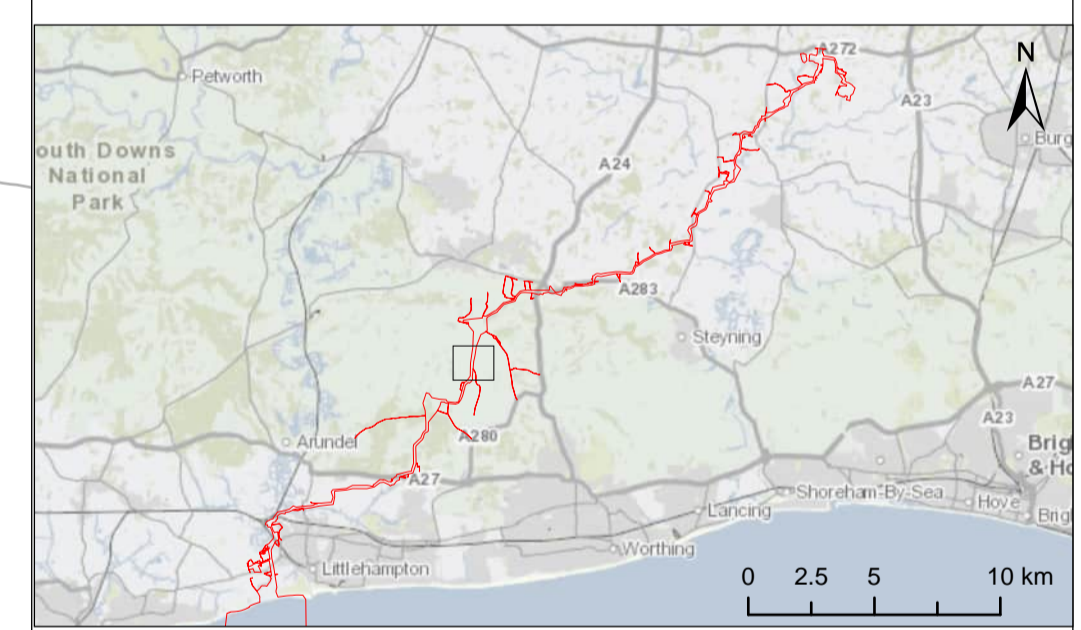 A272
N
Petworth
A23
Burg
outh Downs
National
Park
A24
A283
Steyning
A27
A23
Arundel
A280
Brig
& Ho
A27
Shoreham-By-Sea
Hove
Lancing
Brig
Worthing
Littlehampton
0 2.5 5 10 km